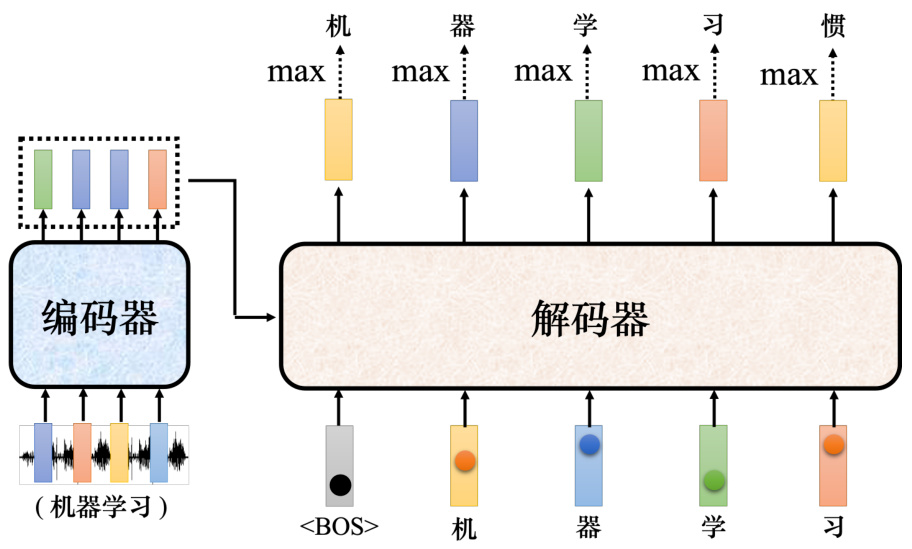 机 器 学 习 惯
max max max max max
编码器
解码器
(机器学习)
<BOS> 机 器 学 习